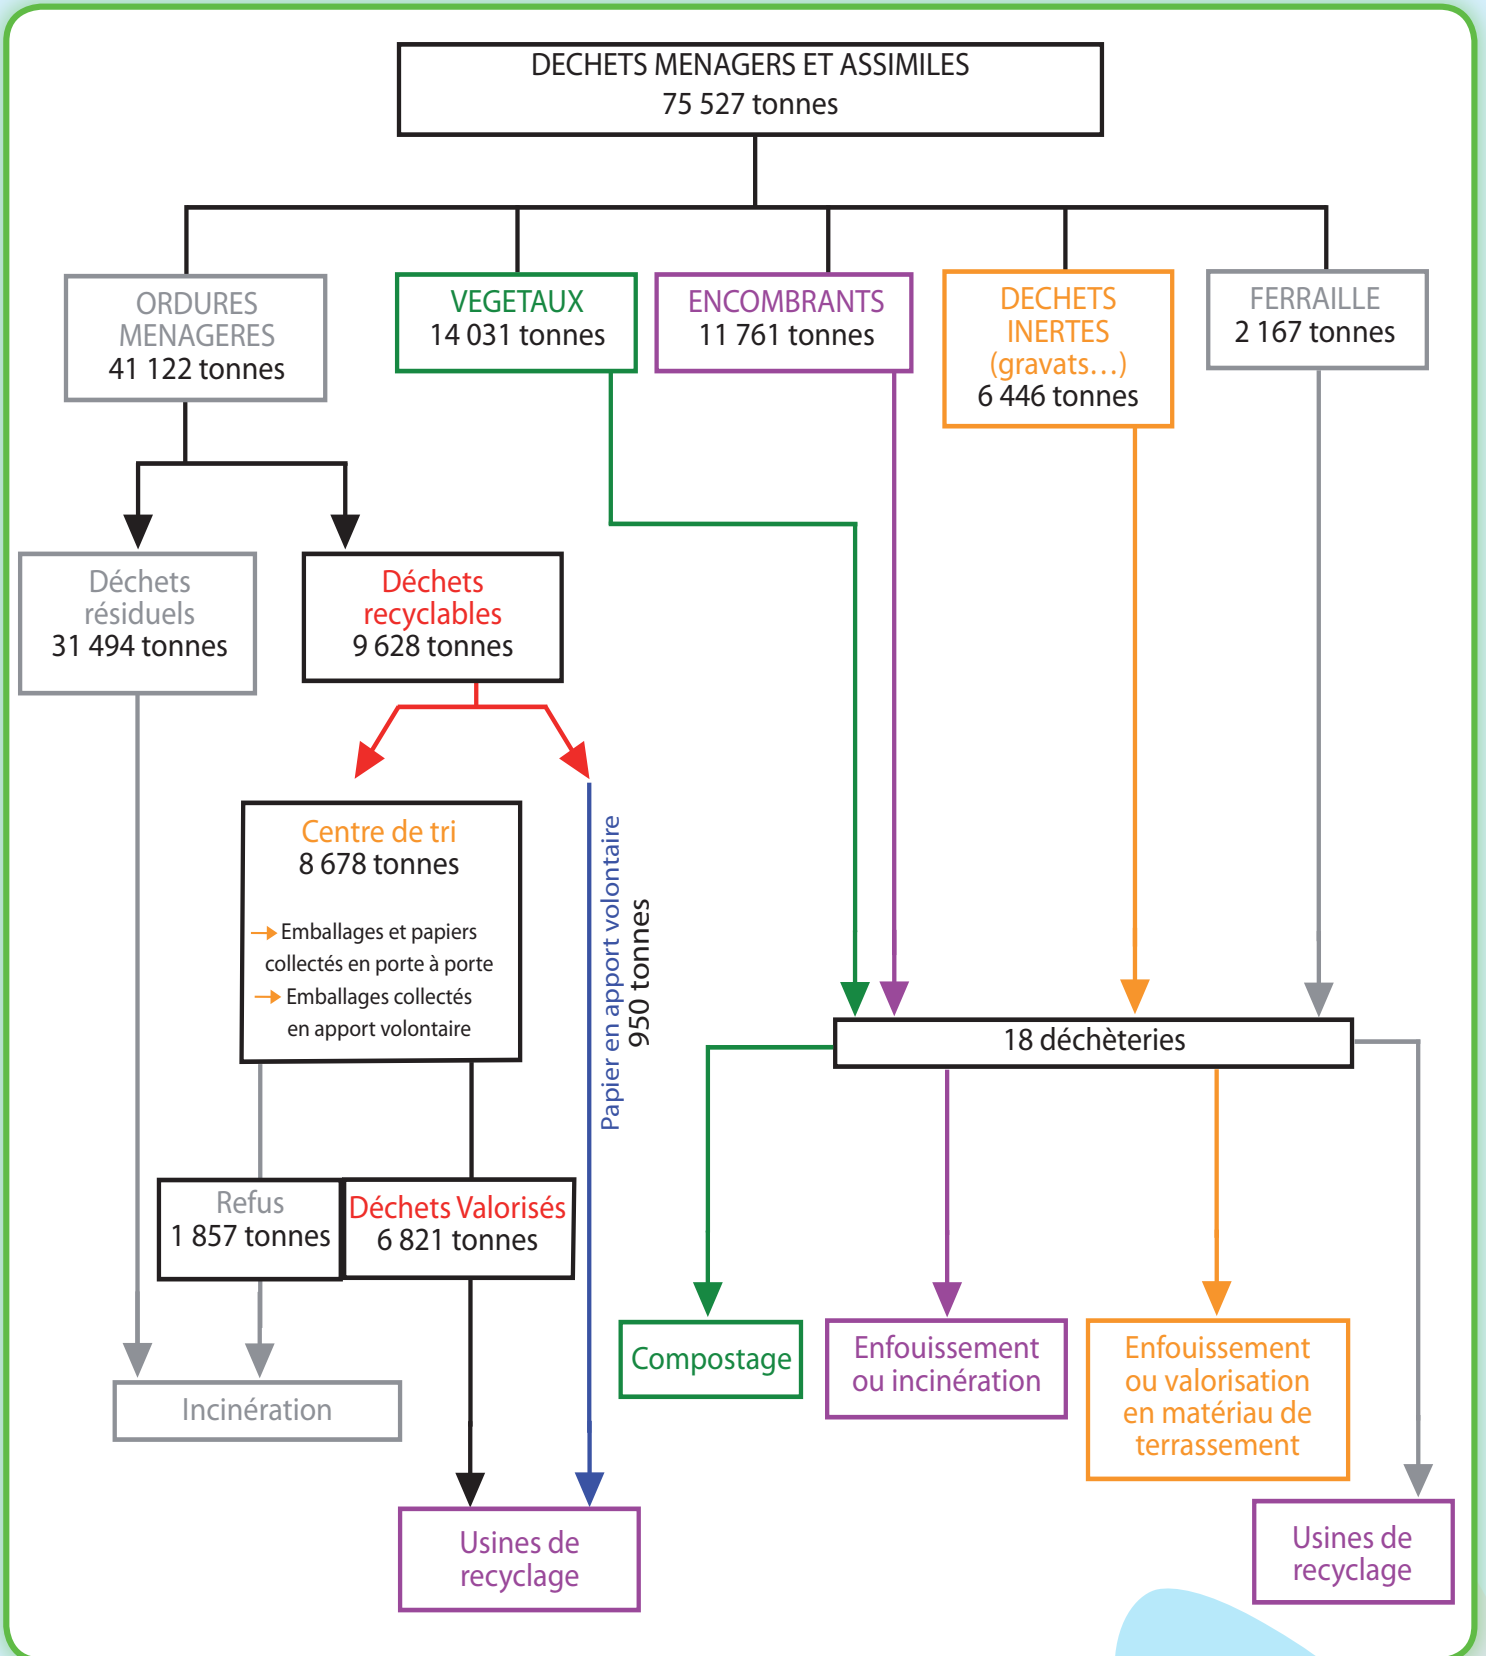 DECHETS MENAGERS ET ASSIMILES
75 527 tonnes
ORDURES
MENAGERES
41 122 tonnes
VEGETAUX
14 031 tonnes
ENCOMBRANTS
11 761 tonnes
DECHETS
INERTES
(gravats...)
6 446 tonnes
FERRAILLE
2 167 tonnes
Déchets
résiduels
31 494 tonnes
Déchets
recyclables
9 628 tonnes
Centre de tri
8 678 tonnes
Emballages et papiers
collectés en porte à porte
Emballages collectés
en apport volontaire
Papier en apport volontaire
950 tonnes
18 déchèteries
Refus
1 857 tonnes
Déchets Valorisés
6 821 tonnes
Compostage
Enfouissement
ou incinération
Enfouissement
ou valorisation
en matériau de
terrassement
Incinération
Usines de
recyclage
Usines de
recyclage